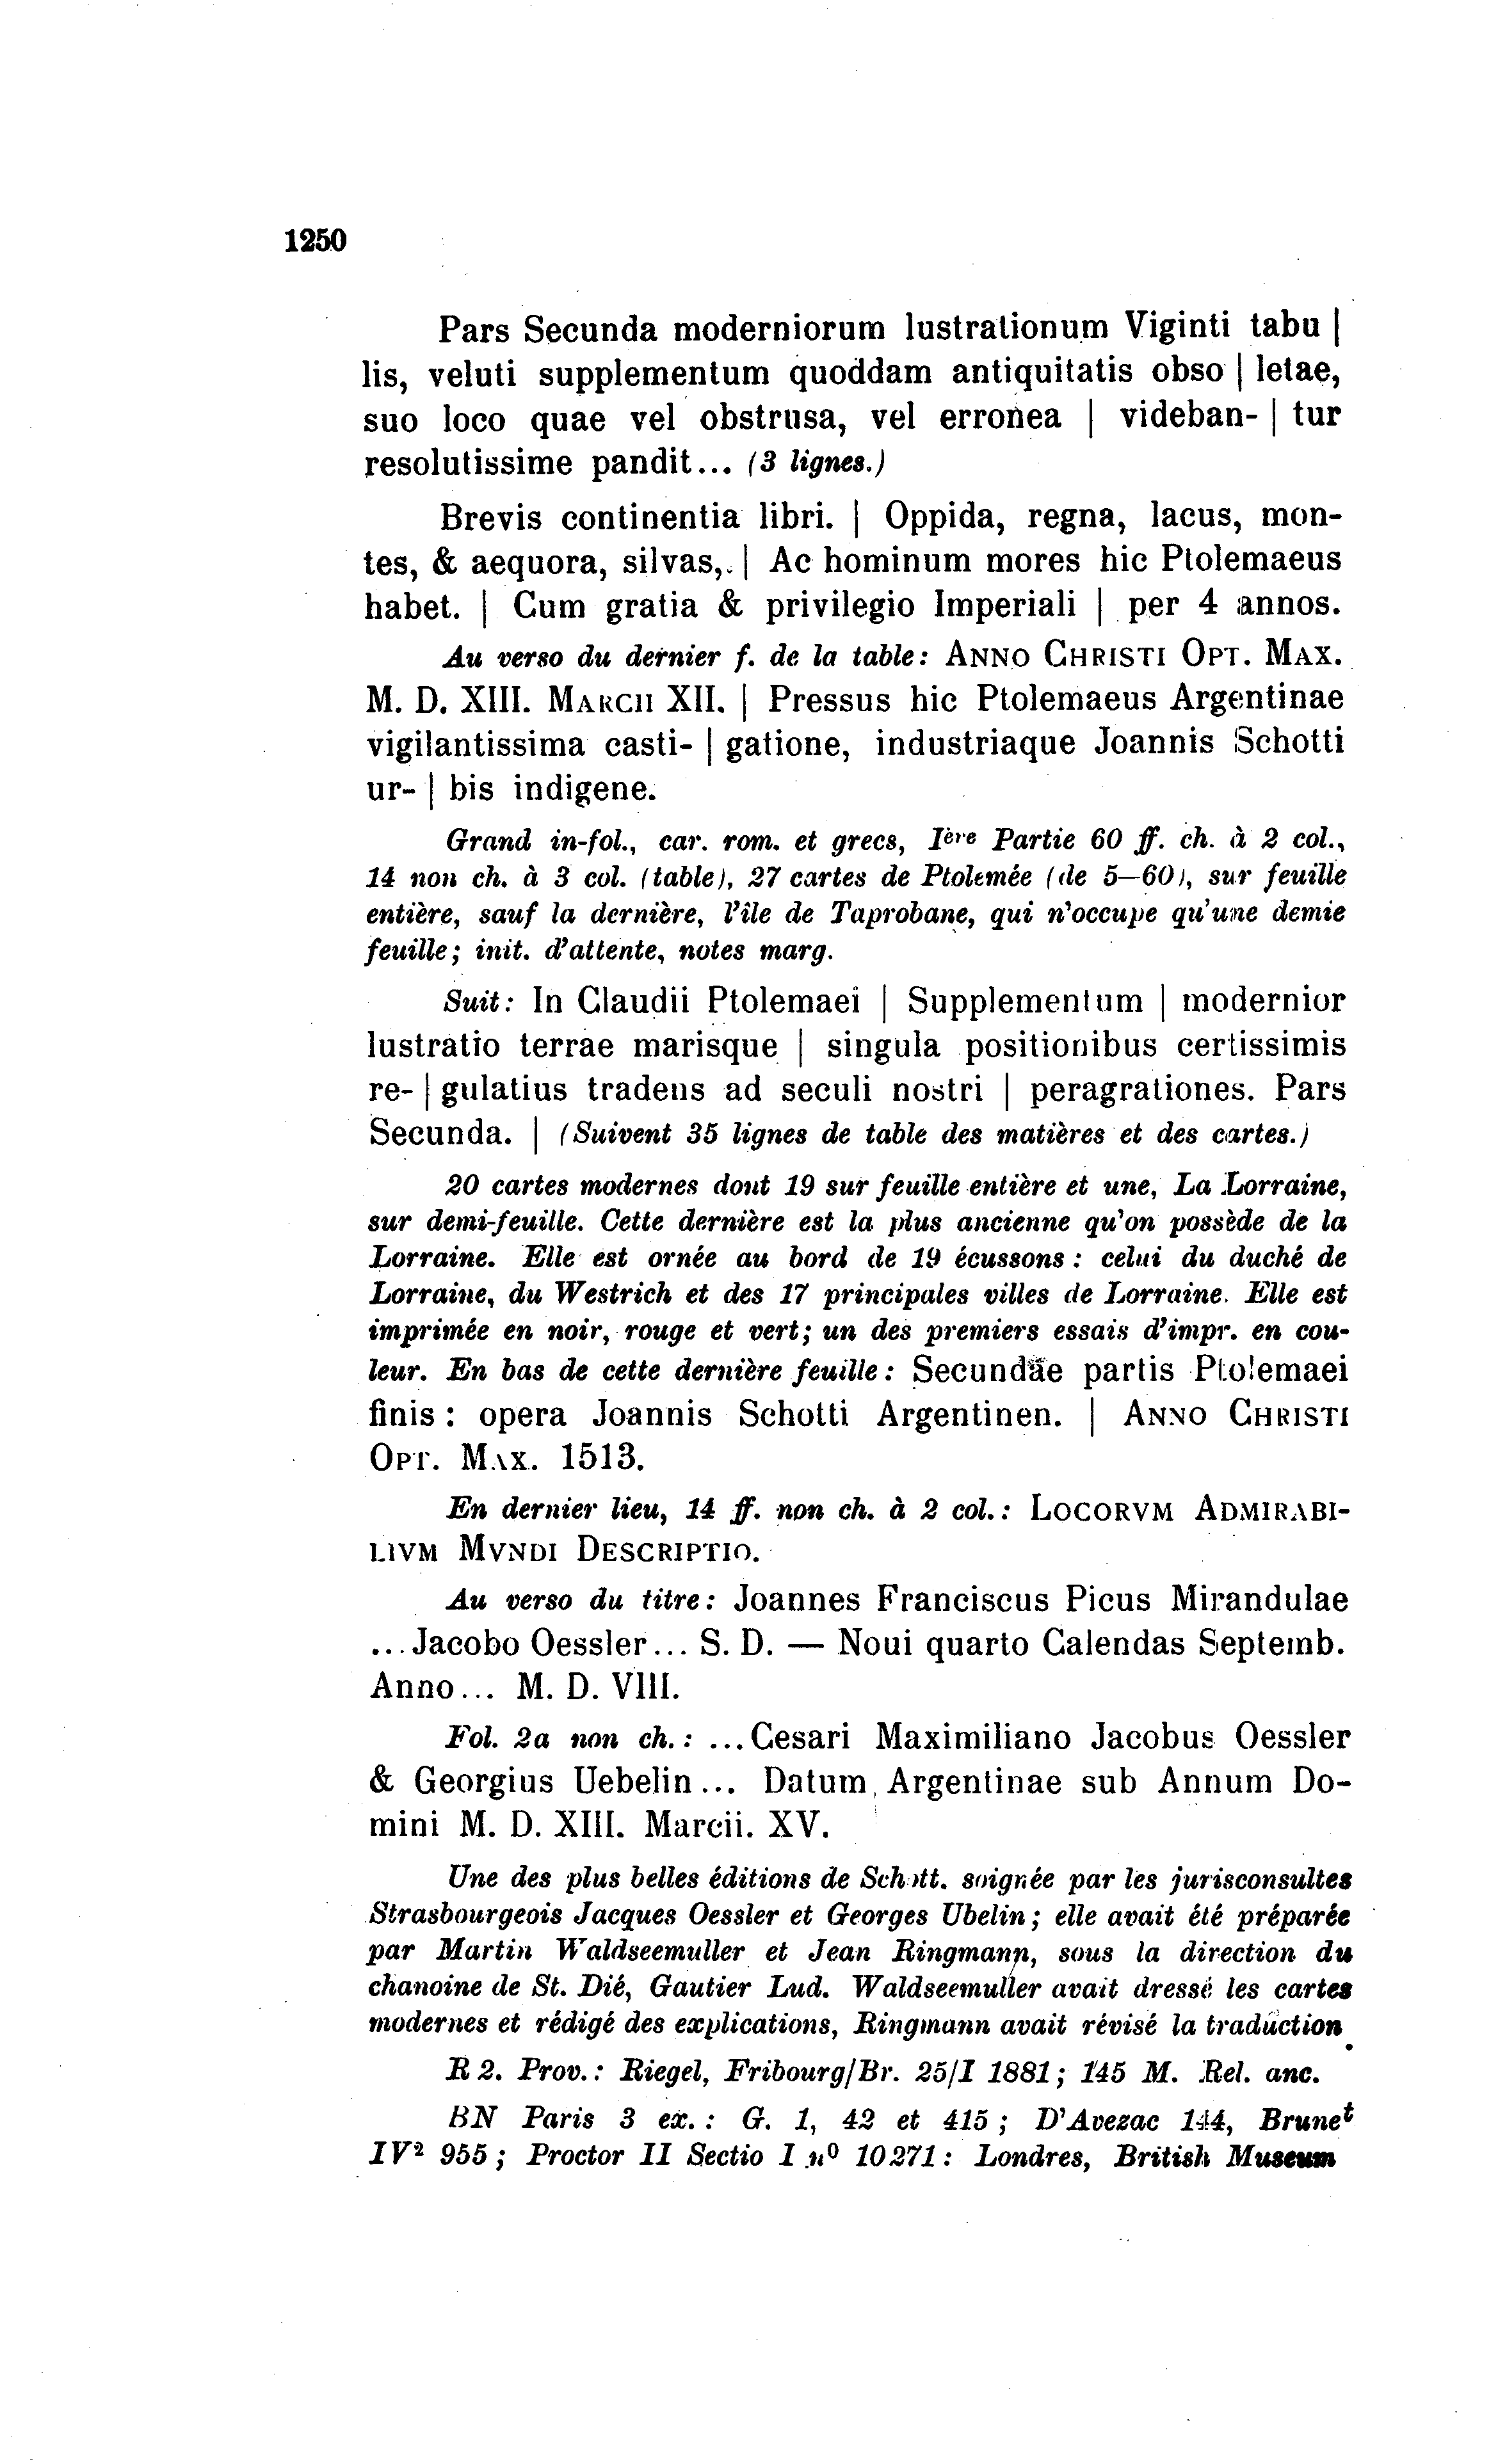 1250
Pars Secunda moderniorum lustrationum Viginti tabu |
lis, veluti supplementum quoddam antiquitatis obso | letae,
suo loco quae vel obstrusa, vel erronea | videban- | tur
resolutissime pandit... (3 lignes.)
Brevis continentia libri. | Oppida, regna, lacus, mon-
tes, & aequora, silvas, | Ac hominum mores hic Ptolemaeus
habet. | Cum gratia & privilegio Imperiali | per 4 annos.
Au verso du dernier f. de la table: ANNO CHRISTI OPT. MAX.
M. D. XIII. MARCII XII. | Pressus hic Ptolemaeus Argentinae
vigilantissima casti- | gatione, industriaque Joannis Schotti
ur- | bis indigene.
Grand in-fol., car. rom. et grecs, Ière Partie 60 ff. ch. à 2 col.,
14 non ch. à 3 col. (table), 27 cartes de Ptolemée (de 5—60), sur feuille
entière, sauf la dernière, l'île de Taprobane, qui n'occupe qu'une demie
feuille; init. d'attente, notes marg.
Suit: In Claudii Ptolemaei | Supplementum | modernior
lustratio terrae marisque | singula positionibus certissimis
re- | gulatius tradens ad seculi nostri | peragrationes. Pars
Secunda. | (Suivent 35 lignes de table des matières et des cartes.)
20 cartes modernes dont 19 sur feuille entière et une, La Lorraine,
sur demi-feuille. Cette dernière est la plus ancienne qu'on possède de la
Lorraine. Elle est ornée au bord de 19 écussons: celui du duché de
Lorraine, du Westrich et des 17 principales villes de Lorraine. Elle est
imprimée en noir, rouge et vert; un des premiers essais d'impr. en cou-
leur. En bas de cette dernière feuille: Secundae partis Ptolemaei
finis: opera Joannis Schotti Argentinen. | ANNO CHRISTI
OPT. MAX. 1513.
En dernier lieu, 14 ff. non ch. à 2 col.: LOCORVM ADMIRABI-
LIVM MVNDI DESCRIPTIO.
Au verso du titre: Joannes Franciscus Picus Mirandulae
...Jacobo Oessler... S. D. — Noui quarto Calendas Septemb.
Anno... M. D. VIII.
Fol. 2a non ch.: ...Cesari Maximiliano Jacobus Oessler
& Georgius Uebelin... Datum Argentinae sub Annum Do-
mini M. D. XIII. Marcii. XV.
Une des plus belles éditions de Schott. soignée par les jurisconsultes
Strasbourgeois Jacques Oessler et Georges Ubelin; elle avait été préparée
par Martin Waldseemuller et Jean Ringmann, sous la direction du
chanoine de St. Dié, Gautier Lud. Waldseemuller avait dressé les cartes
modernes et rédigé des explications, Ringmann avait révisé la traduction.
R 2. Prov.: Riegel, Fribourg/Br. 25/I 1881; 145 M. Rel. anc.
BN Paris 3 ex.: G. 1, 42 et 415; D'Avezac 144, Brunet
IV² 955; Proctor II Sectio I nº 10271: Londres, British Museum